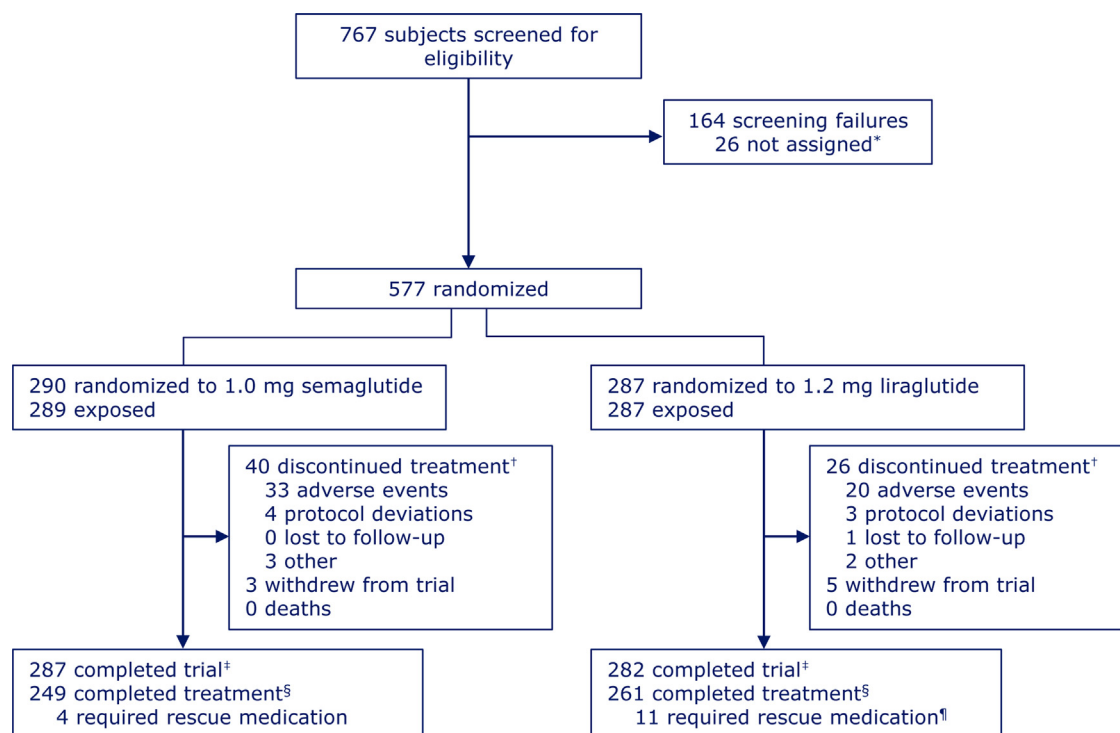 767 subjects screened for
eligibility
164 screening failures
26 not assigned*
577 randomized
290 randomized to 1.0 mg semaglutide
289 exposed
287 randomized to 1.2 mg liraglutide
287 exposed
40 discontinued treatment†
33 adverse events
4 protocol deviations
0 lost to follow-up
3 other
3 withdrew from trial
0 deaths
26 discontinued treatment†
20 adverse events
3 protocol deviations
1 lost to follow-up
2 other
5 withdrew from trial
0 deaths
287 completed trial‡
249 completed treatment§
4 required rescue medication
282 completed trial‡
261 completed treatment§
11 required rescue medication¶